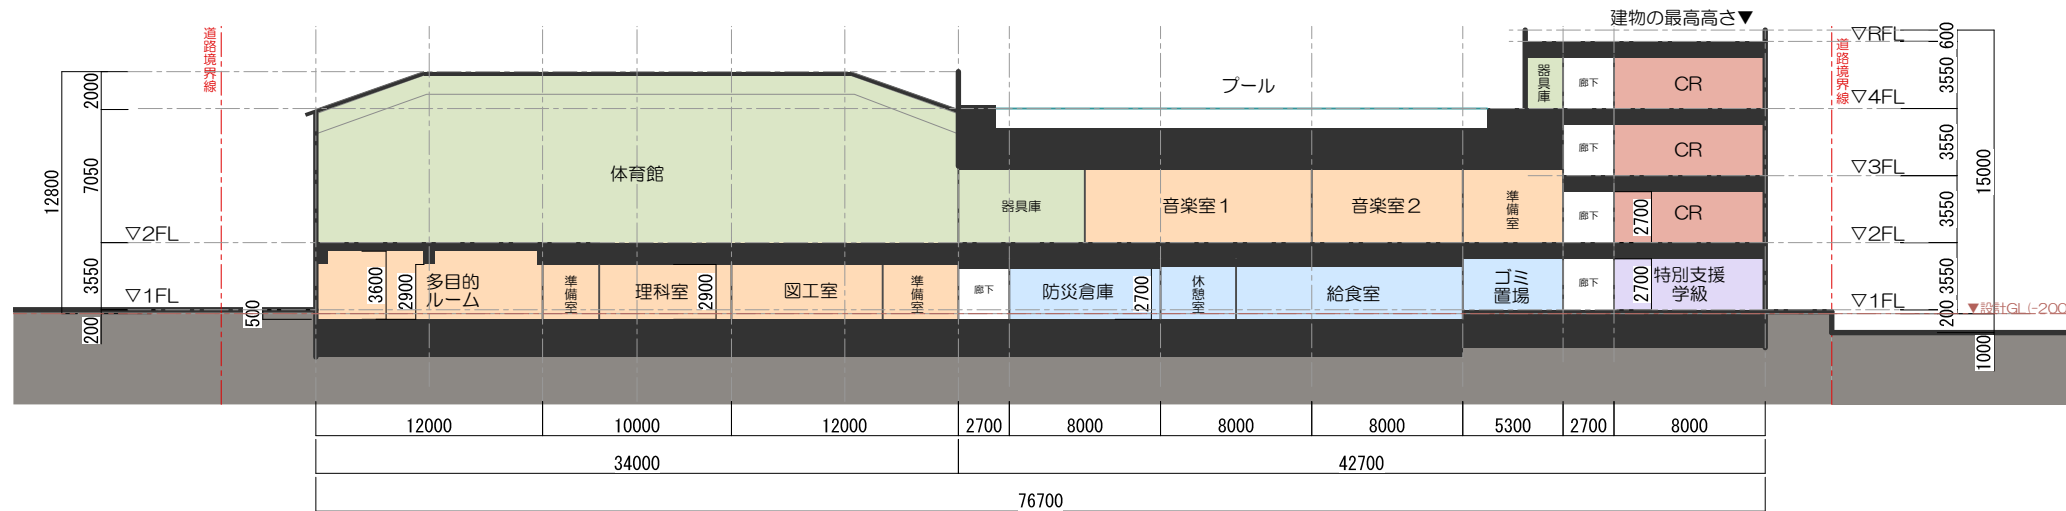 建物の最高高さ▼
道路境界線
▽RFL
600
道路境界線
2000
プール
器具庫
廊下
CR
3550
▽4FL
12800
7050
体育館
廊下
CR
3550
15000
▽3FL
器具庫
音楽室1
音楽室2
準備室
廊下
2700
CR
3550
▽2FL
▽2FL
3550
3600
2900
多目的
ルーム
準備室
理科室
2900
図工室
準備室
廊下
防災倉庫
2700
休憩室
給食室
ゴミ
置場
廊下
2700
特別支援
学級
3550
▽1FL
▽1FL
500
200
200
▼設計GL(-200
1000
12000
10000
12000
2700
8000
8000
8000
5300
2700
8000
34000
42700
76700